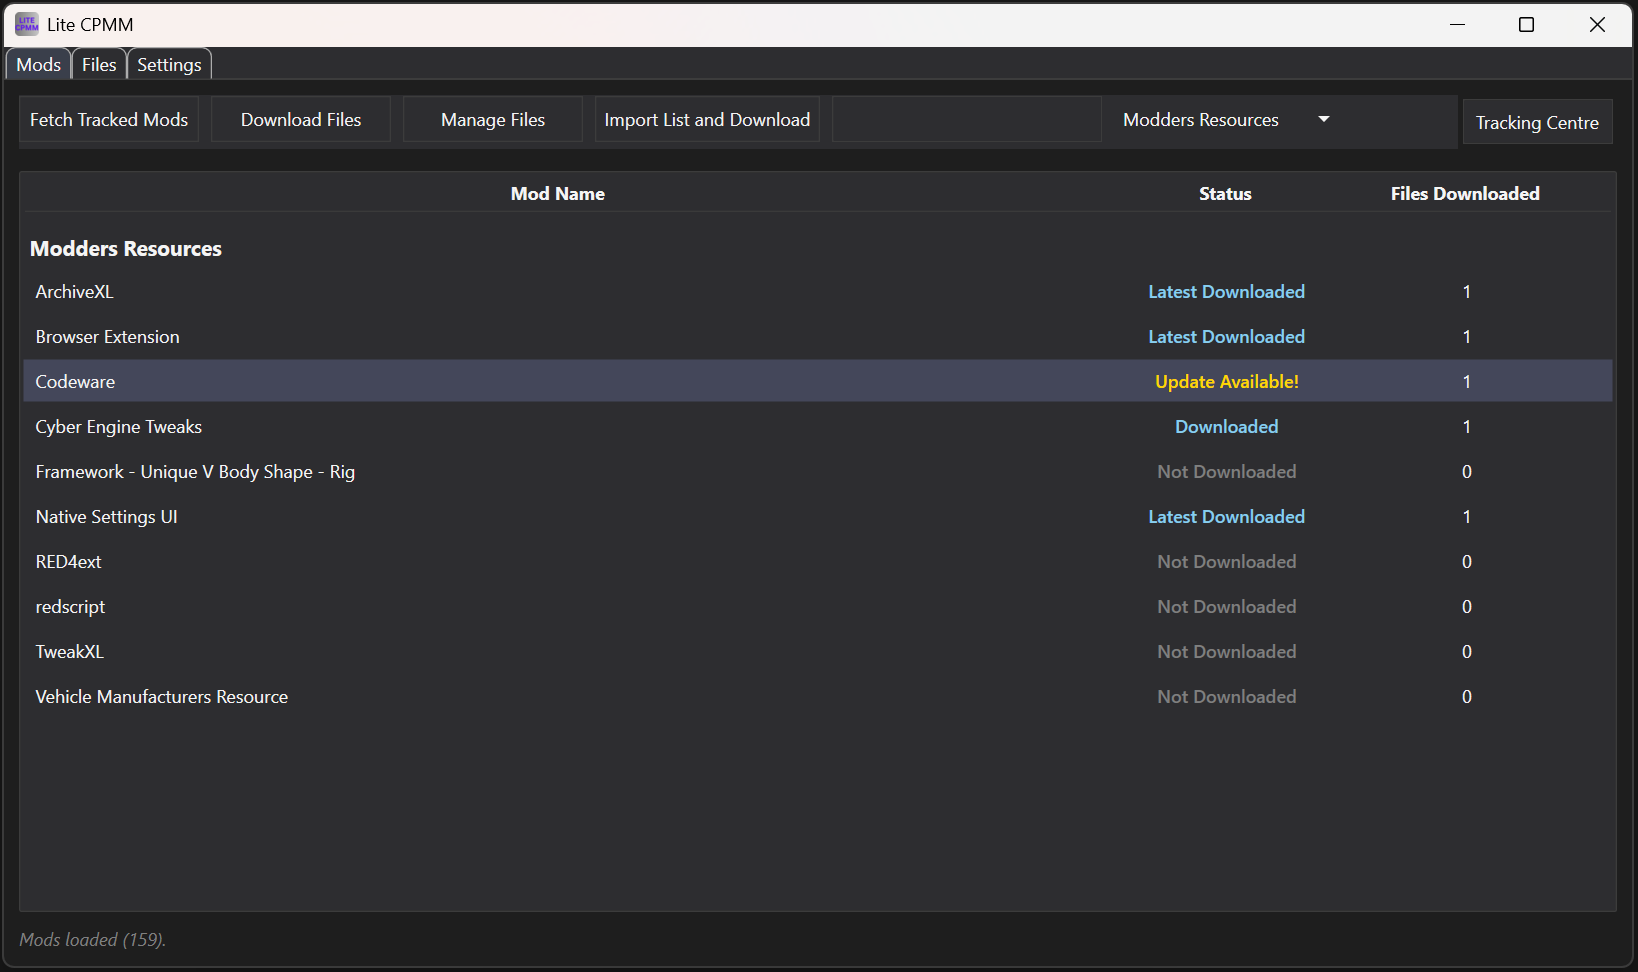 LITE CPMM
Lite CPMM
Mods Files Settings
Fetch Tracked Mods Download Files Manage Files Import List and Download Modders Resources Tracking Centre
Mod Name Status Files Downloaded
Modders Resources
ArchiveXL Latest Downloaded 1
Browser Extension Latest Downloaded 1
Codeware Update Available! 1
Cyber Engine Tweaks Downloaded 1
Framework - Unique V Body Shape - Rig Not Downloaded 0
Native Settings UI Latest Downloaded 1
RED4ext Not Downloaded 0
redscript Not Downloaded 0
TweakXL Not Downloaded 0
Vehicle Manufacturers Resource Not Downloaded 0
Mods loaded (159).